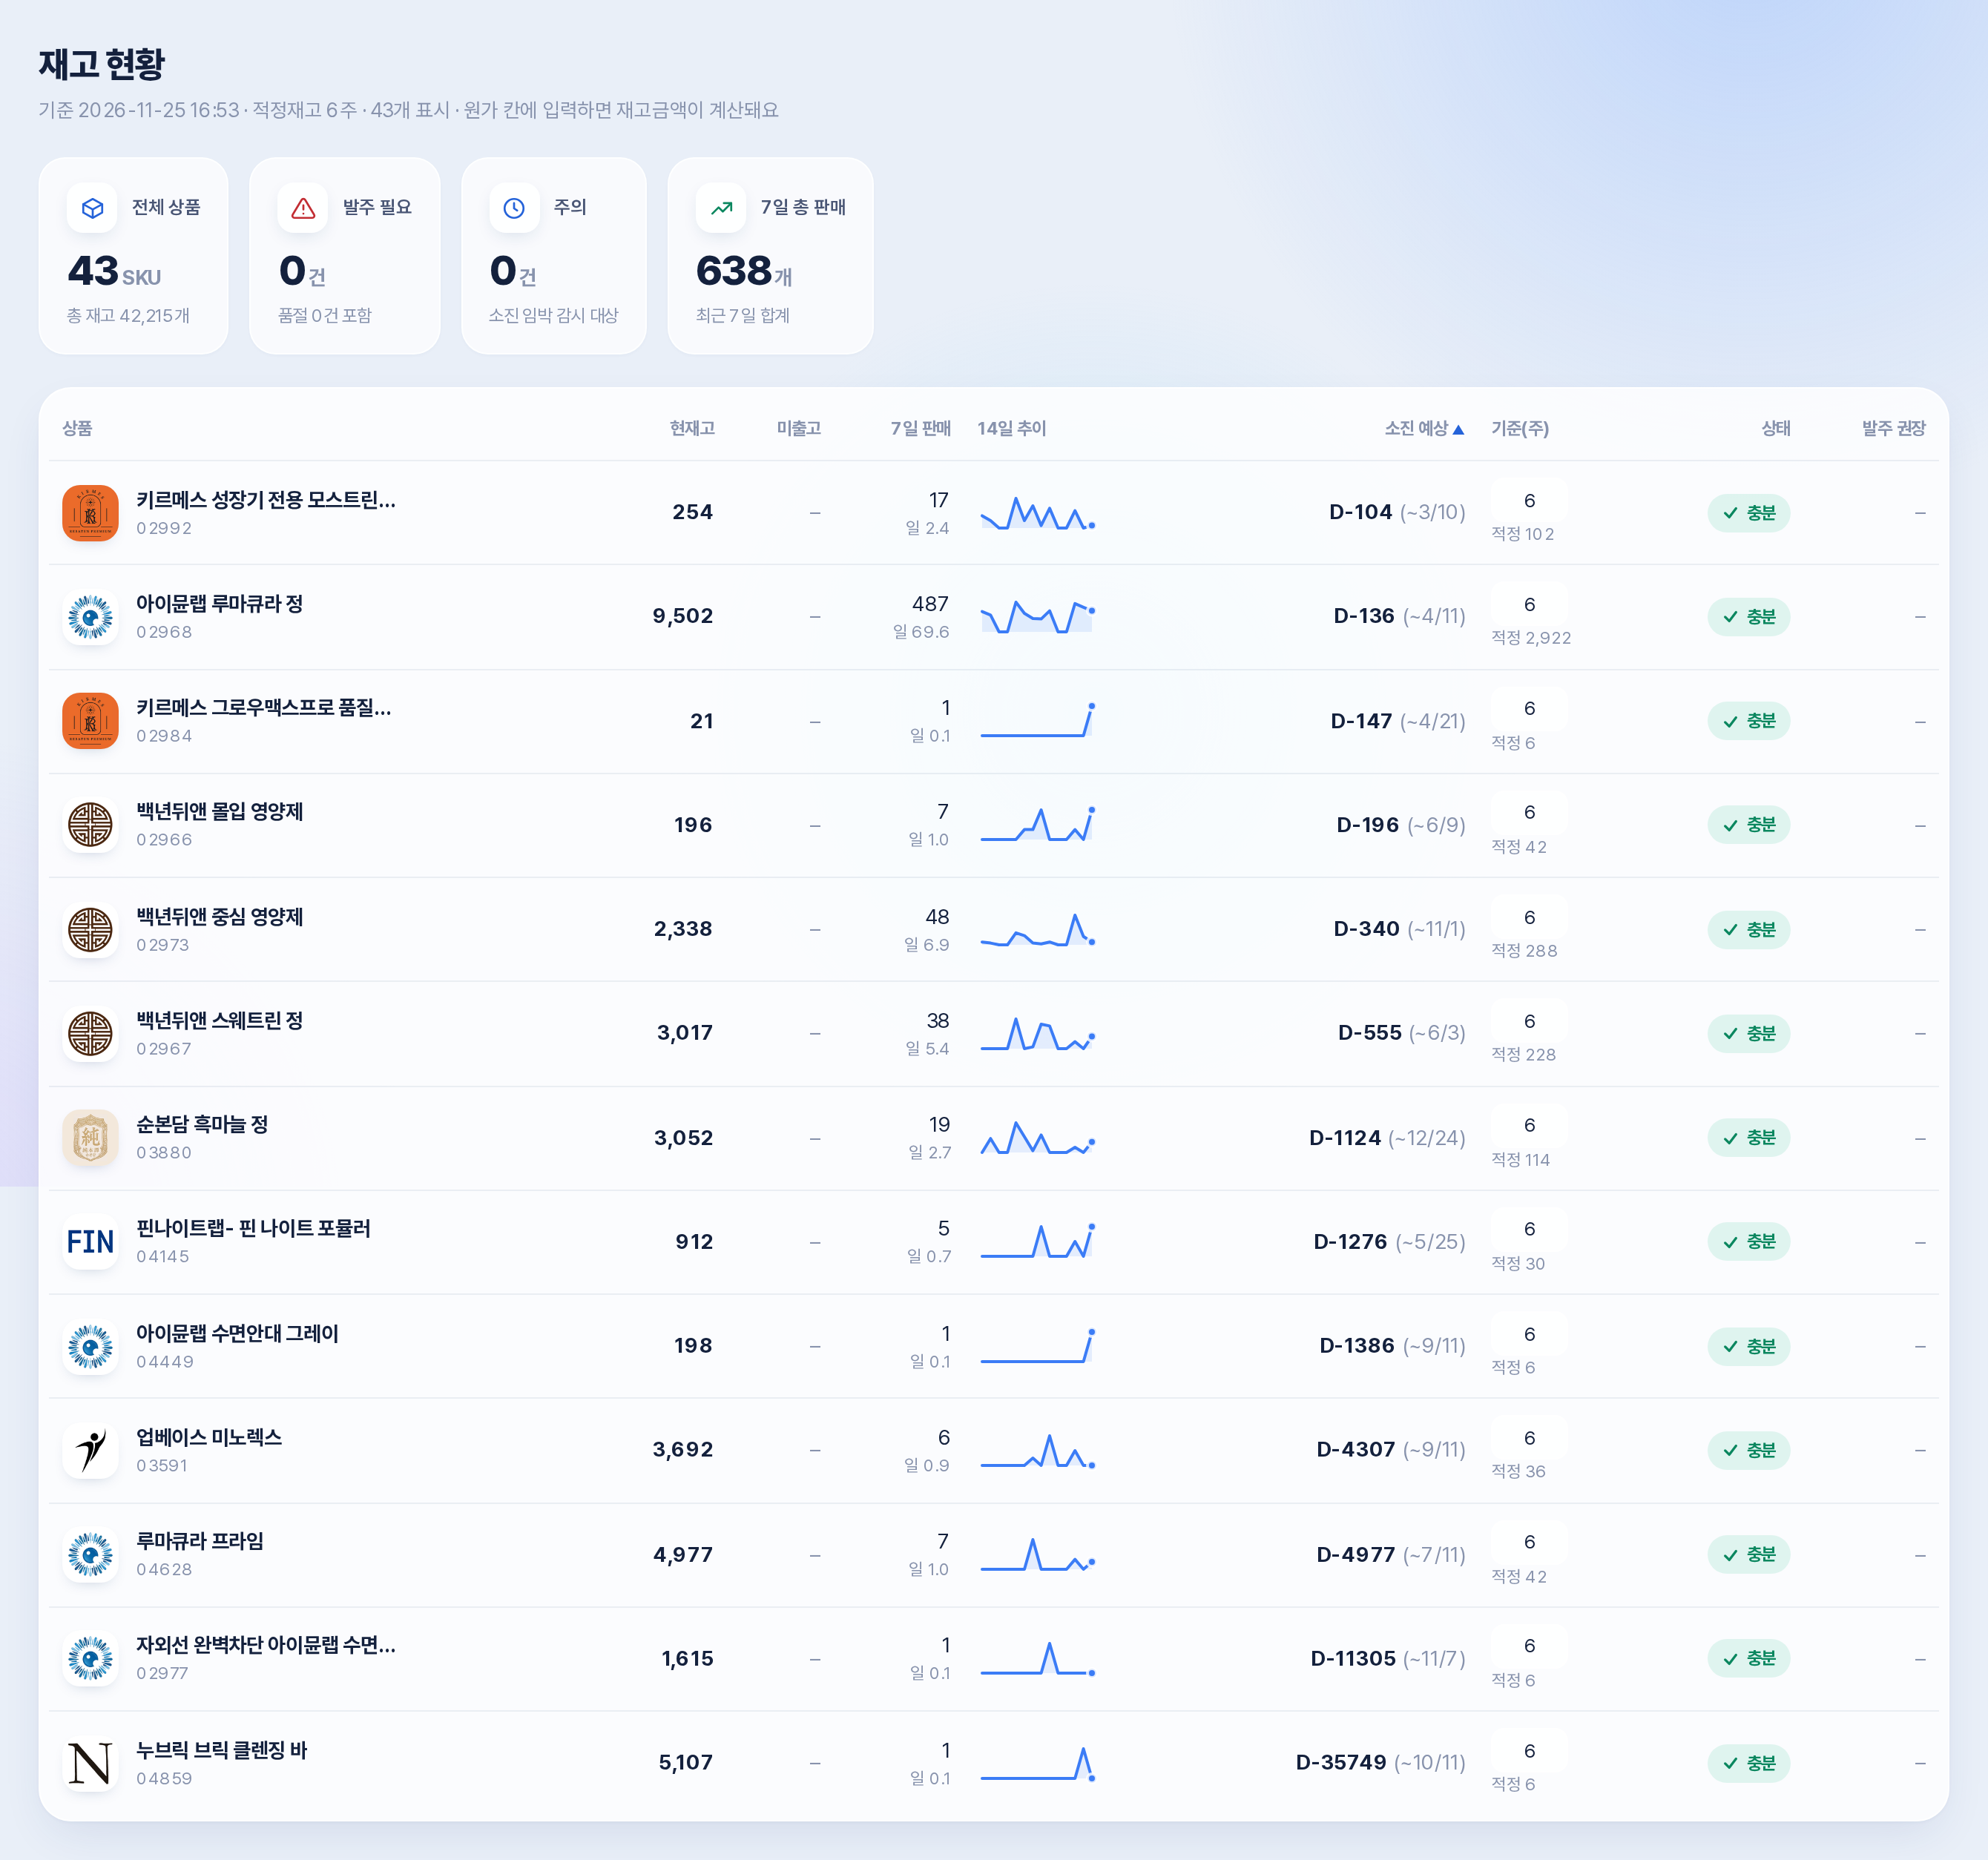 재고 현황
기준 2026-11-25 16:53 · 적정재고 6주 · 43개 표시 · 원가 칸에 입력하면 재고금액이 계산돼요
전체 상품
43 SKU
총 재고 42,215개
발주 필요
0건
품절 0건 포함
주의
0건
소진 임박 감시 대상
7일 총 판매
638개
최근 7일 합계
상품 현재고 미출고 7일 판매 14일 추이 소진 예상 ▲ 기준(주) 상태 발주 권장
키르메스 성장기 전용 모스트린... 254 – 17 D-104 (~3/10) 6 충분 –
02992 일 2.4 적정 102
아이뮨랩 루마큐라 정 9,502 – 487 D-136 (~4/11) 6 충분 –
02968 일 69.6 적정 2,922
키르메스 그로우맥스프로 품질... 21 – 1 D-147 (~4/21) 6 충분 –
02984 일 0.1 적정 6
백년뒤앤 몰입 영양제 196 – 7 D-196 (~6/9) 6 충분 –
02966 일 1.0 적정 42
백년뒤앤 중심 영양제 2,338 – 48 D-340 (~11/1) 6 충분 –
02973 일 6.9 적정 288
백년뒤앤 스웨트린 정 3,017 – 38 D-555 (~6/3) 6 충분 –
02967 일 5.4 적정 228
순본담 흑마늘 정 3,052 – 19 D-1124 (~12/24) 6 충분 –
03880 일 2.7 적정 114
FIN 핀나이트랩- 핀 나이트 포뮬러 912 – 5 D-1276 (~5/25) 6 충분 –
04145 일 0.7 적정 30
아이뮨랩 수면안대 그레이 198 – 1 D-1386 (~9/11) 6 충분 –
04449 일 0.1 적정 6
업베이스 미노렉스 3,692 – 6 D-4307 (~9/11) 6 충분 –
03591 일 0.9 적정 36
루마큐라 프라임 4,977 – 7 D-4977 (~7/11) 6 충분 –
04628 일 1.0 적정 42
자외선 완벽차단 아이뮨랩 수면... 1,615 – 1 D-11305 (~11/7) 6 충분 –
02977 일 0.1 적정 6
N 누브릭 브릭 클렌징 바 5,107 – 1 D-35749 (~10/11) 6 충분 –
04859 일 0.1 적정 6